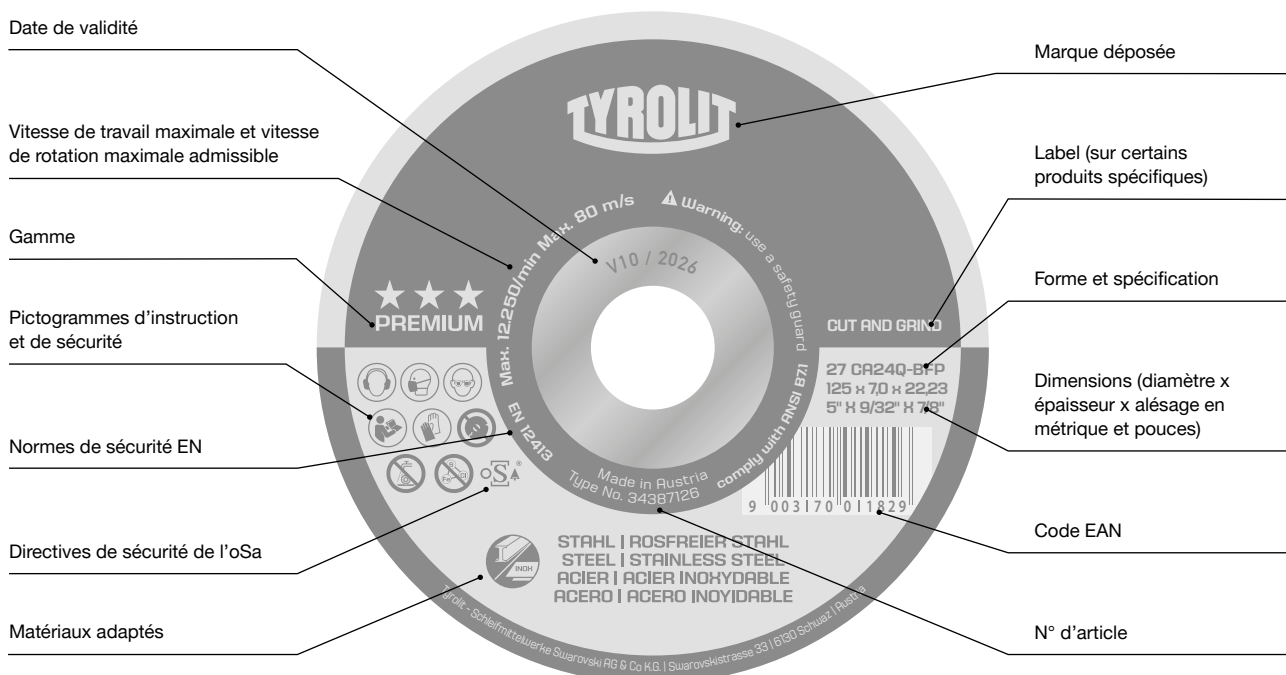 Date de validité
Vitesse de travail maximale et vitesse
de rotation maximale admissible
Gamme
Pictogrammes d’instruction
et de sécurité
Normes de sécurité EN
Directives de sécurité de l’oSa
Matériaux adaptés
TYROLIT
Max. 12.250/min Max. 80 m/s
Warning: use a safety guard
V10 / 2026
PREMIUM
CUT AND GRIND
27 CA24Q-BFP
125 x 7,0 x 22,23
5" X 9/32" X 7/8"
EN 12413
comply with ANSI B7.1
Made in Austria
Type No. 34387126
oSa®
9 003170 011829
INOX
STAHL | ROSFREIER STAHL
STEEL | STAINLESS STEEL
ACIER | ACIER INOXYDABLE
ACERO | ACERO INOYIDABLE
Tyrolit - Schleifmittelwerke Swarovski AG & Co K.G. | Swarovskistrasse 33 | 6130 Schwaz | Austria
Marque déposée
Label (sur certains
produits spécifiques)
Forme et spécification
Dimensions (diamètre x
épaisseur x alésage en
métrique et pouces)
Code EAN
N° d’article